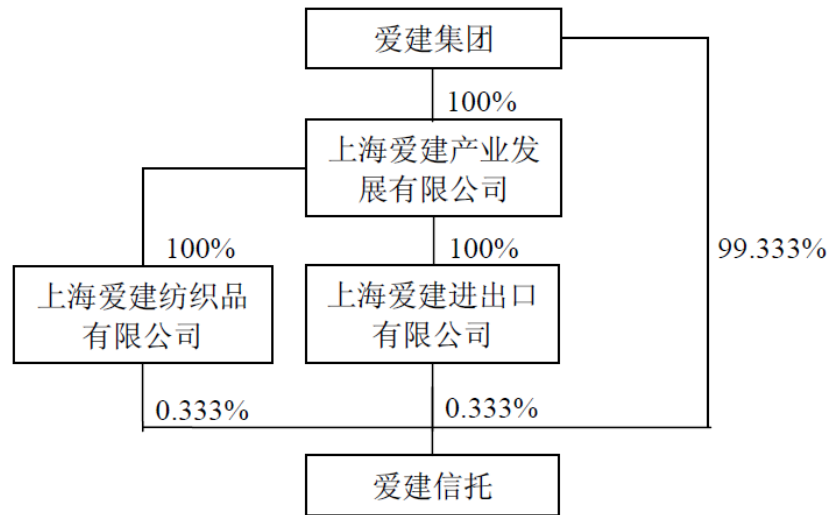 爱建集团
100%
上海爱建产业发
展有限公司
100%
100%
99.333%
上海爱建纺织品
有限公司
上海爱建进出口
有限公司
0.333%
0.333%
爱建信托